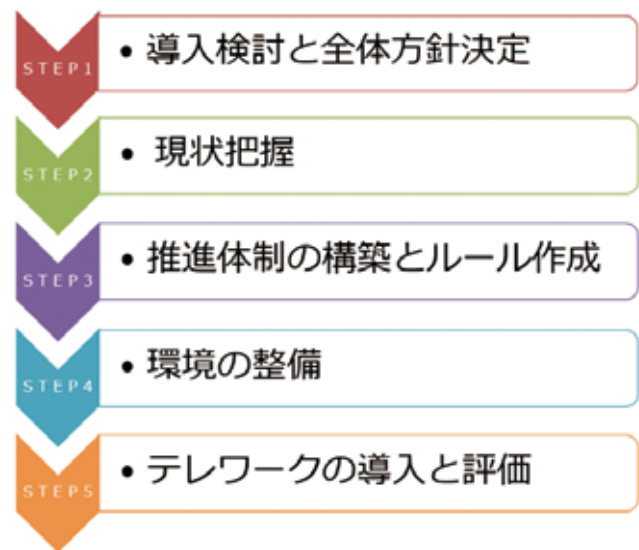 STEP1
• 導入検討と全体方針決定
STEP2
• 現状把握
STEP3
• 推進体制の構築とルール作成
STEP4
• 環境の整備
STEP5
• テレワークの導入と評価